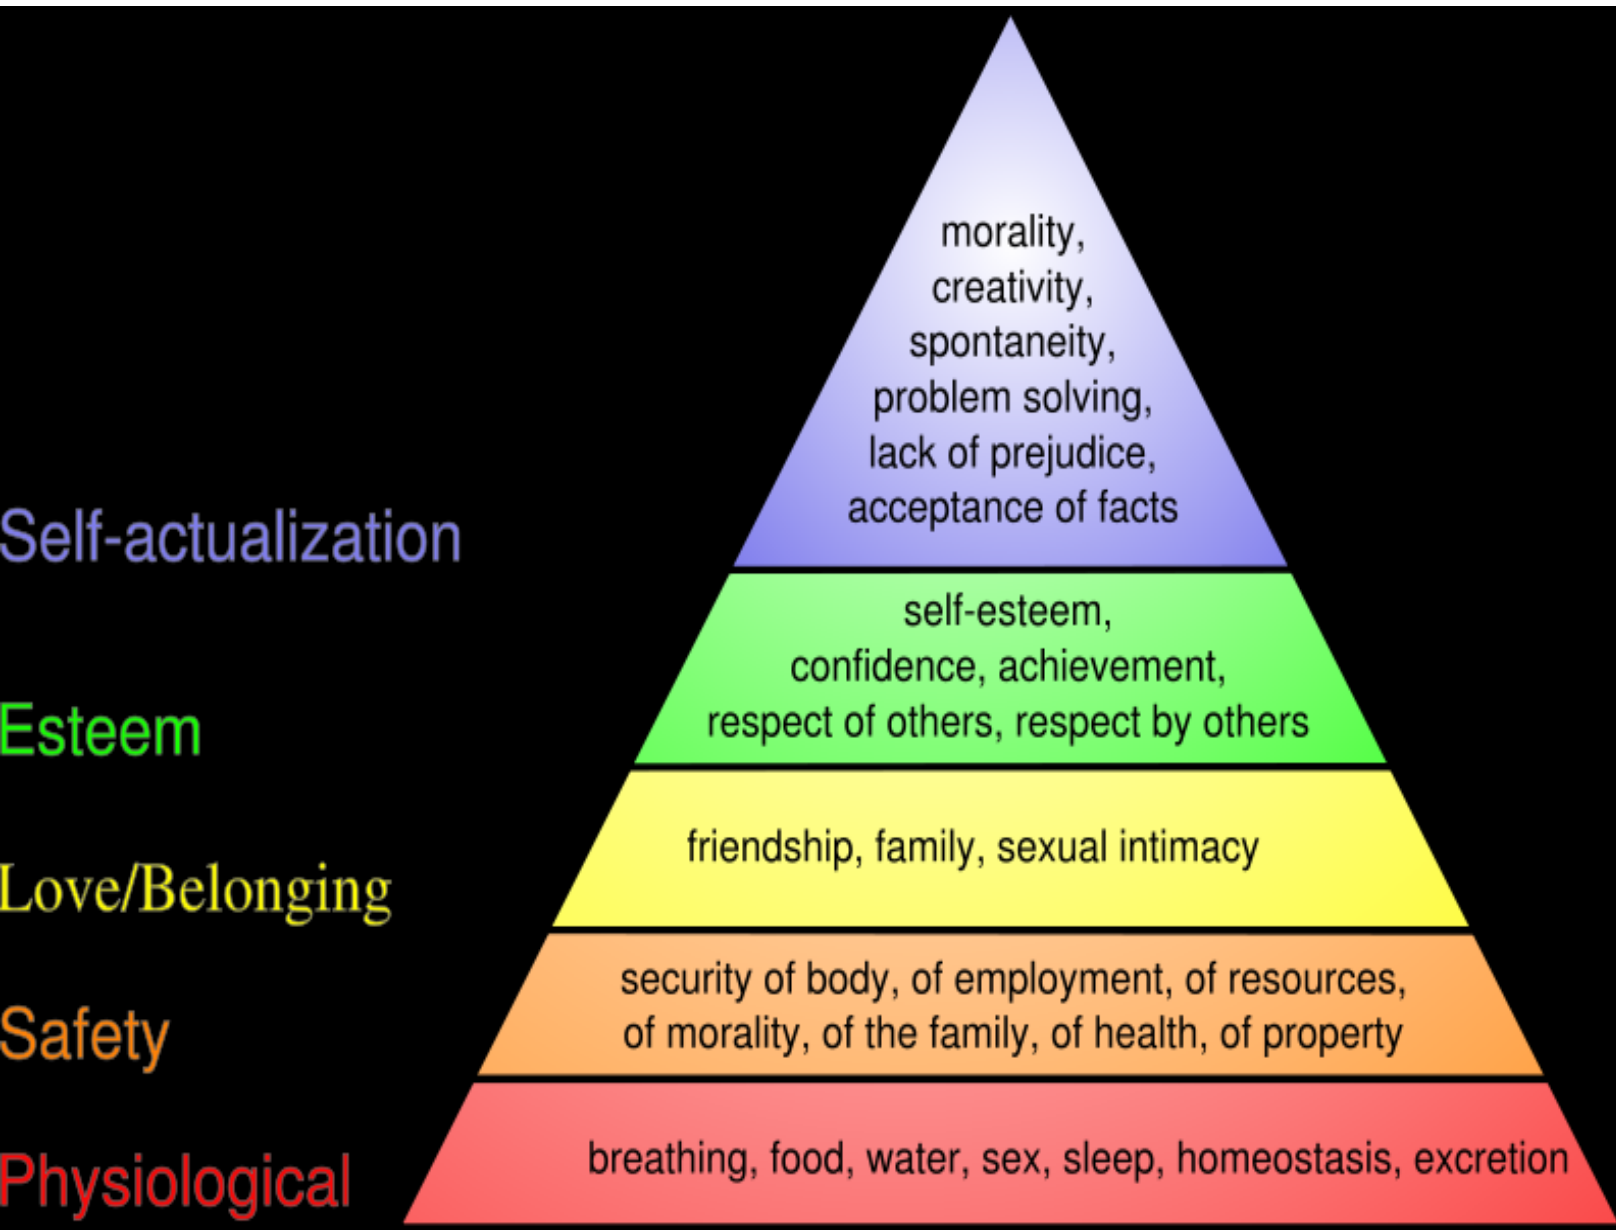 morality,
creativity,
spontaneity,
problem solving,
lack of prejudice,
acceptance of facts
Self-actualization
self-esteem,
confidence, achievement,
respect of others, respect by others
Esteem
friendship, family, sexual intimacy
Love/Belonging
security of body, of employment, of resources,
of morality, of the family, of health, of property
Safety
breathing, food, water, sex, sleep, homeostasis, excretion
Physiological